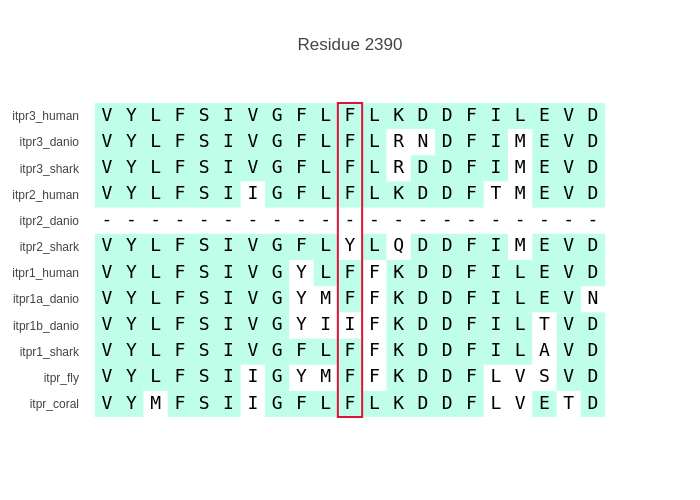 Residue 2390
itpr3_human V Y L F S I V G F L F L K D D F I L E V D
itpr3_danio V Y L F S I V G F L F L R N D F I M E V D
itpr3_shark V Y L F S I V G F L F L R D D F I M E V D
itpr2_human V Y L F S I I G F L F L K D D F T M E V D
itpr2_danio - - - - - - - - - - - - - - - - - - - - -
itpr2_shark V Y L F S I V G F L Y L Q D D F I M E V D
itpr1_human V Y L F S I V G Y L F F K D D F I L E V D
itpr1a_danio V Y L F S I V G Y M F F K D D F I L E V N
itpr1b_danio V Y L F S I V G Y I I F K D D F I L T V D
itpr1_shark V Y L F S I V G F L F F K D D F I L A V D
itpr_fly V Y L F S I I G Y M F F K D D F L V S V D
itpr_coral V Y M F S I I G F L F L K D D F L V E T D